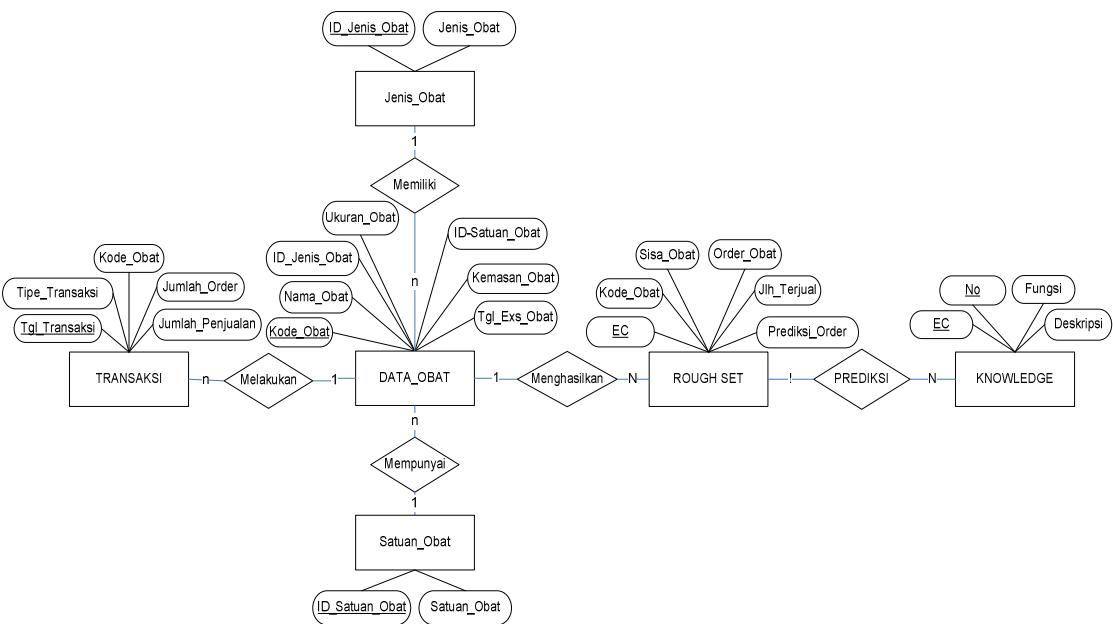 ID_Jenis_Obat
Jenis_Obat
Jenis_Obat
1
Memiliki
Ukuran_Obat
ID-Satuan_Obat
Kode_Obat
ID_Jenis_Obat
Sisa_Obat
Order_Obat
n
Tipe_Transaksi
Jumlah_Order
Nama_Obat
Kemasan_Obat
Kode_Obat
Jlh_Terjual
No
Fungsi
Tgl_Transaksi
Jumlah_Penjualan
Kode_Obat
Tgl_Exs_Obat
EC
Prediksi_Order
EC
Deskripsi
TRANSAKSI
n
Melakukan
1
DATA_OBAT
1
Menghasilkan
N
ROUGH SET
!
PREDIKSI
N
KNOWLEDGE
n
Mempunyai
1
Satuan_Obat
ID_Satuan_Obat
Satuan_Obat